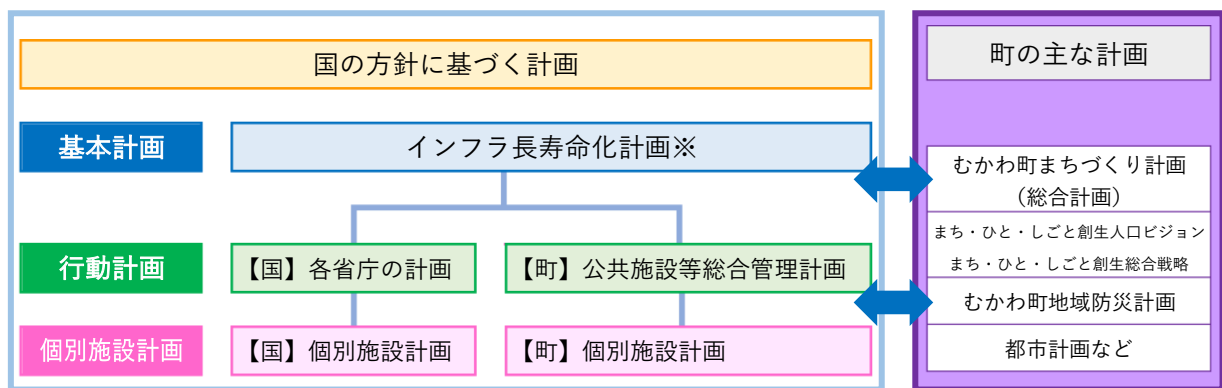 国の方針に基づく計画
基本計画
インフラ長寿命化計画※
行動計画
【国】各省庁の計画
【町】公共施設等総合管理計画
個別施設計画
【国】個別施設計画
【町】個別施設計画
町の主な計画
むかわ町まちづくり計画
(総合計画)
まち・ひと・しごと創生人口ビジョン
まち・ひと・しごと創生総合戦略
むかわ町地域防災計画
都市計画など